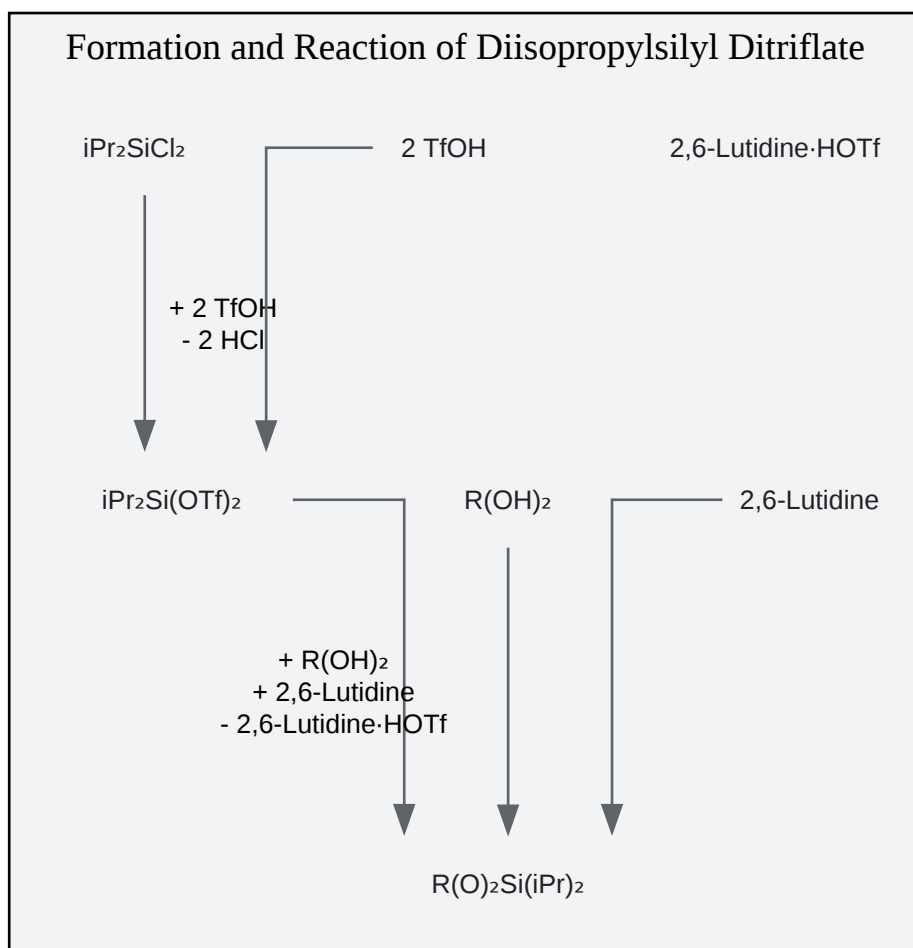 Formation and Reaction of Diisopropylsilyl Ditriflate
iPr₂SiCl₂
2 TfOH
2,6-Lutidine·HOTf
+ 2 TfOH
- 2 HCl
iPr₂Si(OTf)₂
R(OH)₂
2,6-Lutidine
+ R(OH)₂
+ 2,6-Lutidine
- 2,6-Lutidine·HOTf
R(O)₂Si(iPr)₂